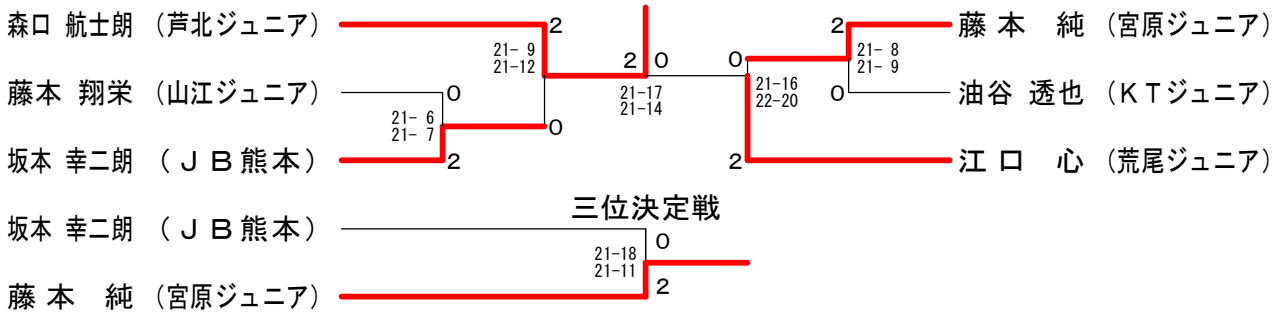 森口 航士朗 （芦北ジュニア）
2
21- 9
21-12
藤本 翔栄 （山江ジュニア）
0
21- 6
21- 7
0
坂本 幸二朗 （ＪＢ熊本）
2
2 0
21-17
21-14
2
藤本 純 （宮原ジュニア）
0
21- 8
21- 9
21-16
22-20
0
油谷 透也 （ＫＴジュニア）
2
江口 心 （荒尾ジュニア）
三位決定戦
坂本 幸二朗 （ＪＢ熊本）
0
21-18
21-11
藤本 純 （宮原ジュニア）
2